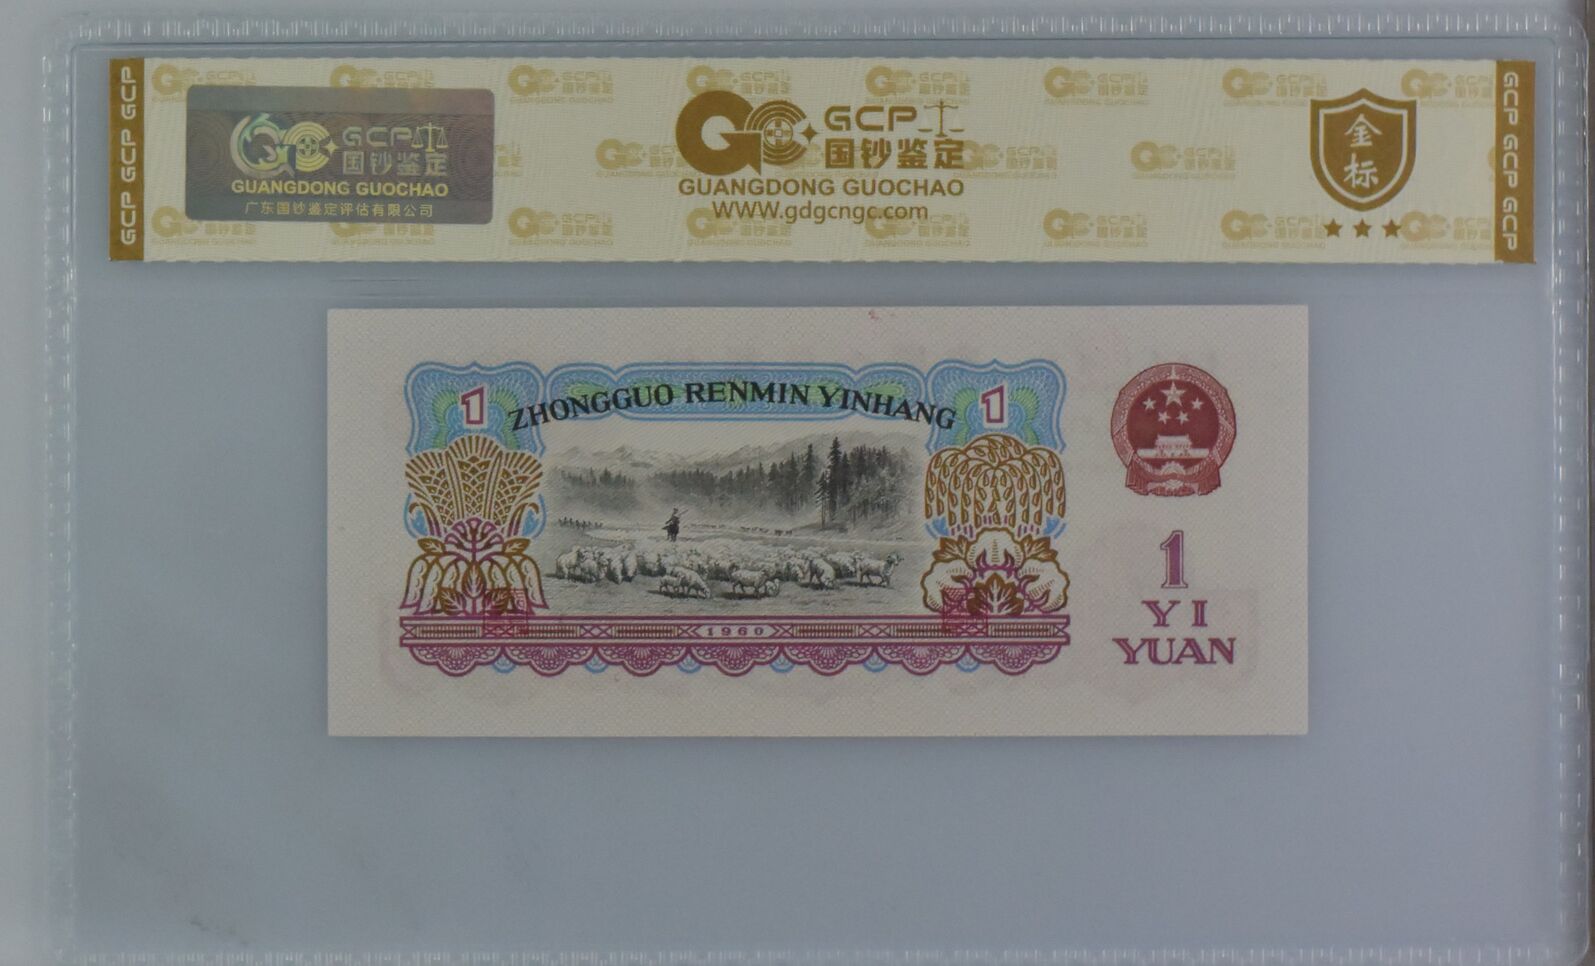 GCP GCP GCP
GCP 国钞鉴定
GUANGDONG GUOCHAO
广东国钞鉴定评估有限公司
GCP
国钞鉴定
GUANGDONG GUOCHAO
WWW.gdgcngc.com
金标
GCP GCP GCP
1
ZHONGGUO RENMIN YINHANG
1
1960
1
YI
YUAN